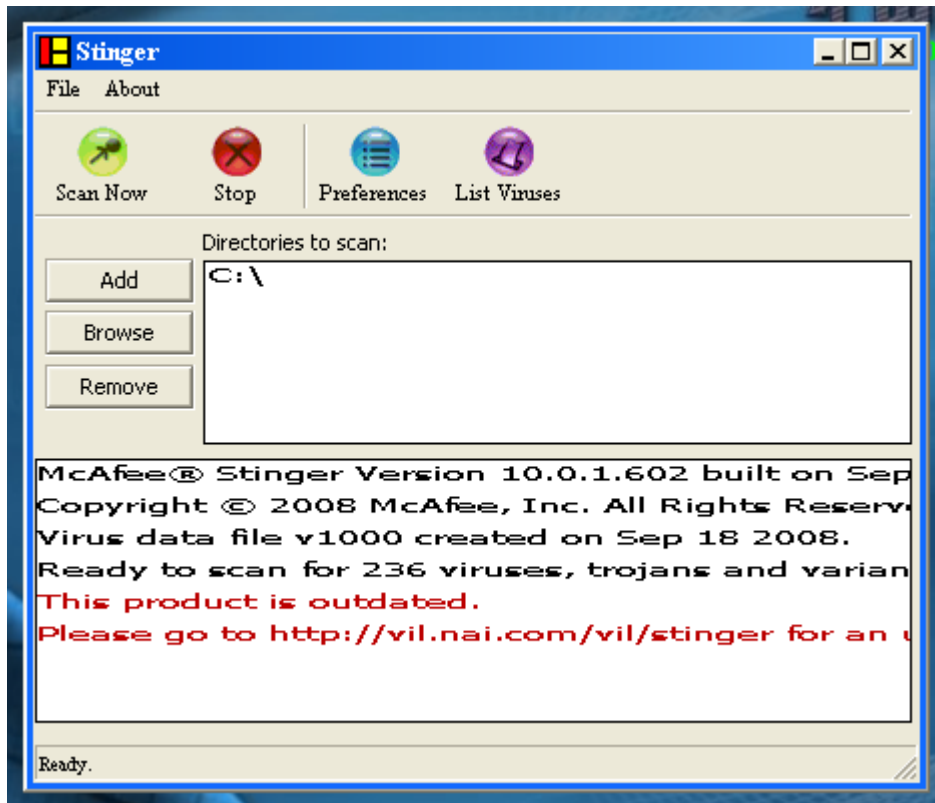 Stinger
File About
Scan Now Stop Preferences List Viruses
Directories to scan:
Add
C:\
Browse
Remove
McAfee® Stinger Version 10.0.1.602 built on Sep
Copyright © 2008 McAfee, Inc. All Rights Reserv
Virus data file v1000 created on Sep 18 2008.
Ready to scan for 236 viruses, trojans and varian
This product is outdated.
Please go to http://vil.nai.com/vil/stinger for an
Ready.